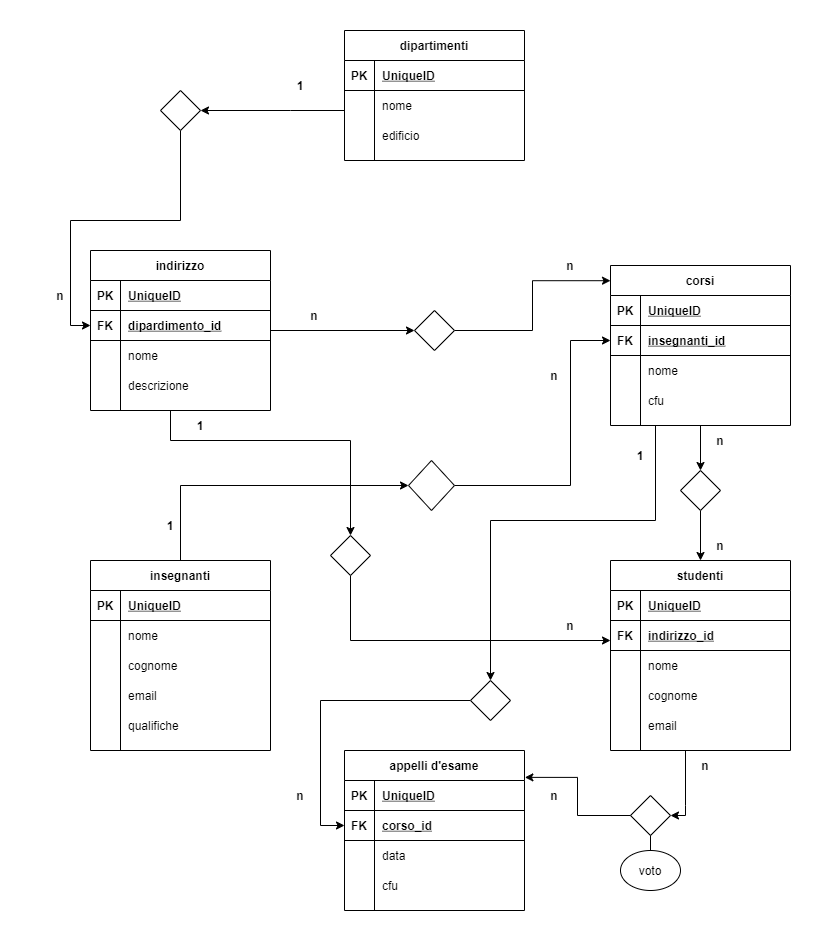 dipartimenti
PK UniqueID
nome
edificio
1
n
indirizzo
PK UniqueID
FK dipardimento_id
nome
descrizione
n
n
corsi
PK UniqueID
FK insegnanti_id
nome
cfu
n
1
1
n
1
n
insegnanti
PK UniqueID
nome
cognome
email
qualifiche
studenti
PK UniqueID
FK indirizzo_id
nome
cognome
email
n
n
appelli d'esame
PK UniqueID
FK corso_id
data
cfu
n
n
voto